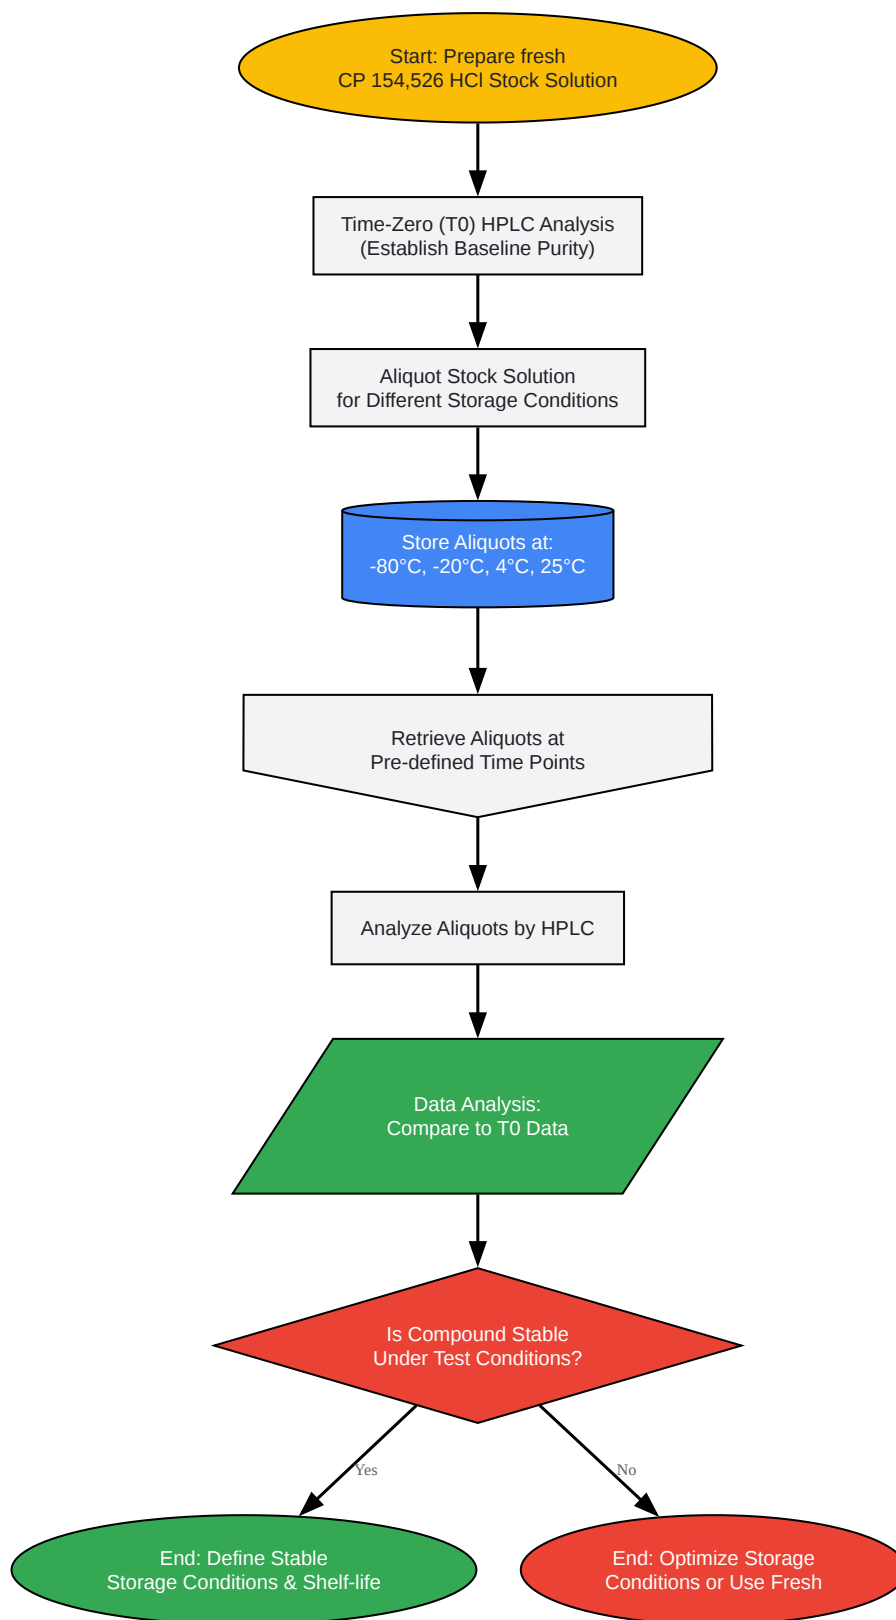 Start: Prepare fresh
CP 154,526 HCl Stock Solution
Time-Zero (T0) HPLC Analysis
(Establish Baseline Purity)
Aliquot Stock Solution
for Different Storage Conditions
Store Aliquots at:
-80°C, -20°C, 4°C, 25°C
Retrieve Aliquots at
Pre-defined Time Points
Analyze Aliquots by HPLC
Data Analysis:
Compare to T0 Data
Is Compound Stable
Under Test Conditions?
Yes
No
End: Define Stable
Storage Conditions & Shelf-life
End: Optimize Storage
Conditions or Use Fresh